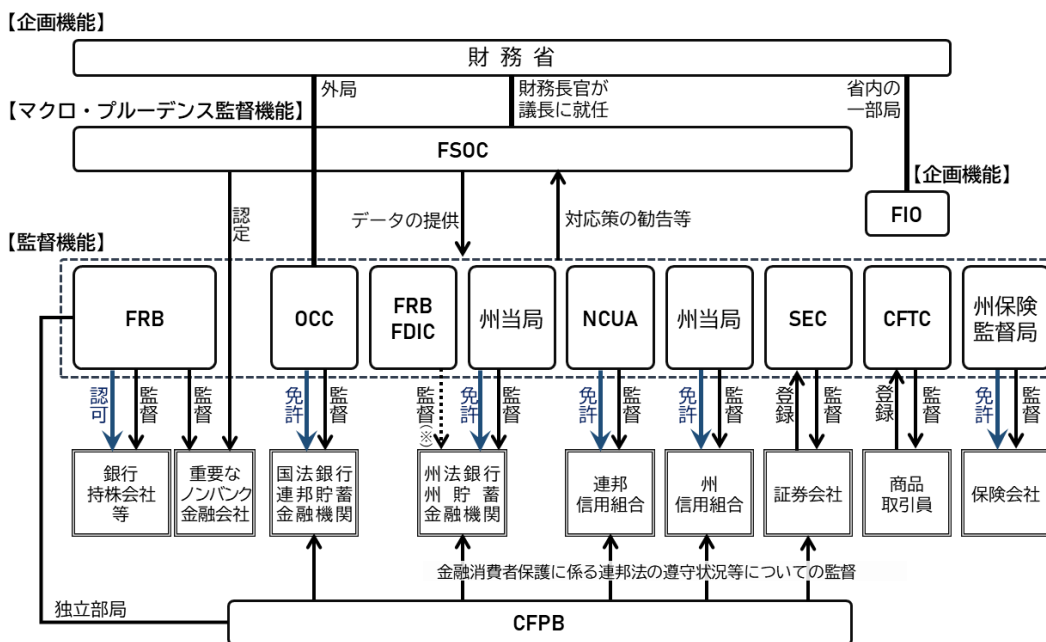 【企画機能】
財務省
外局
財務長官が
議長に就任
省内の
一部局
【マクロ・プルーデンス監督機能】
FSOC
【企画機能】
FIO
認定
データの提供
対応策の勧告等
【監督機能】
FRB
OCC
FRB
FDIC
州当局
NCUA
州当局
SEC
CFTC
州保険
監督局
認可
監督
監督
免許
監督
監督(※)
免許
監督
免許
監督
免許
監督
登録
監督
登録
監督
免許
監督
銀行
持株会社
等
重要な
ノンバンク
金融会社
国法銀行
連邦貯蓄
金融機関
州法銀行
州貯蓄
金融機関
連邦
信用組合
州
信用組合
証券会社
商品
取引員
保険会社
金融消費者保護に係る連邦法の遵守状況等についての監督
独立部局
CFPB